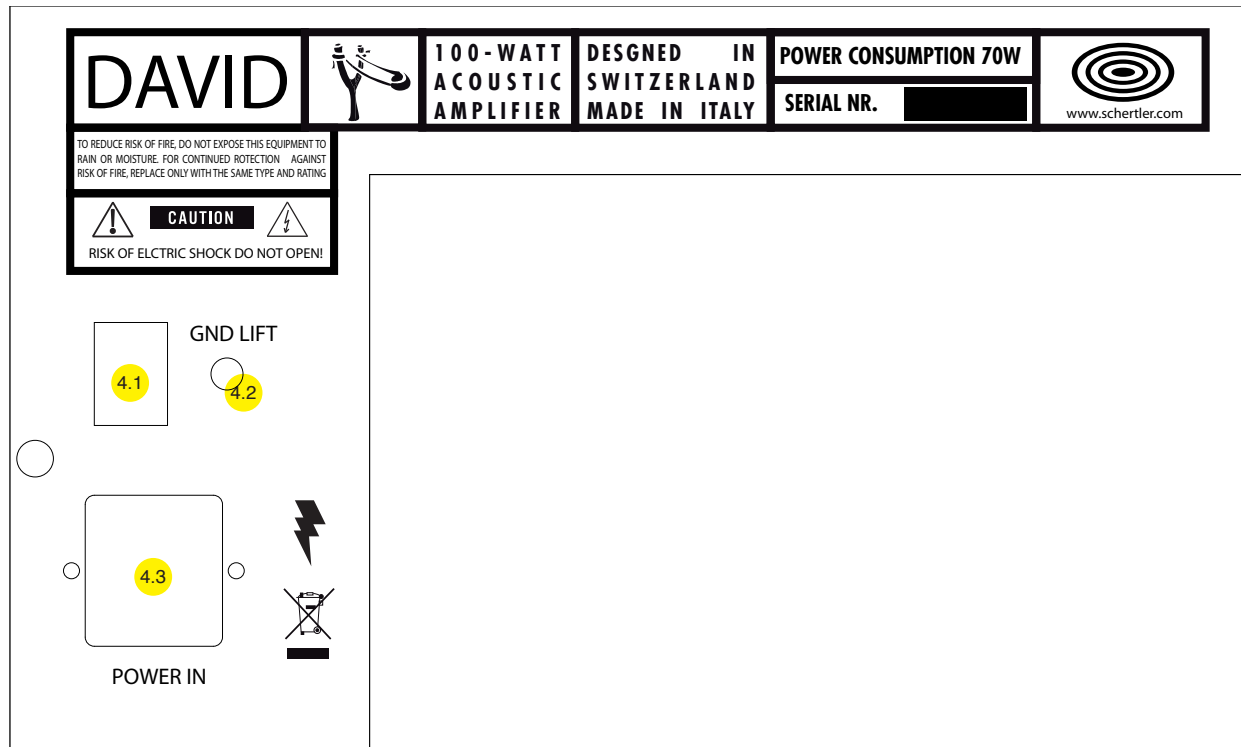 DAVID
100-WATT
ACOUSTIC
AMPLIFIER
DESGNED IN
SWITZERLAND
MADE IN ITALY
POWER CONSUMPTION 70W
SERIAL NR.
www.schertler.com
TO REDUCE RISK OF FIRE, DO NOT EXPOSE THIS EQUIPMENT TO
RAIN OR MOISTURE. FOR CONTINUED ROTECTION AGAINST
RISK OF FIRE, REPLACE ONLY WITH THE SAME TYPE AND RATING
CAUTION
RISK OF ELCTRIC SHOCK DO NOT OPEN!
GND LIFT
4.1
4.2
4.3
POWER IN